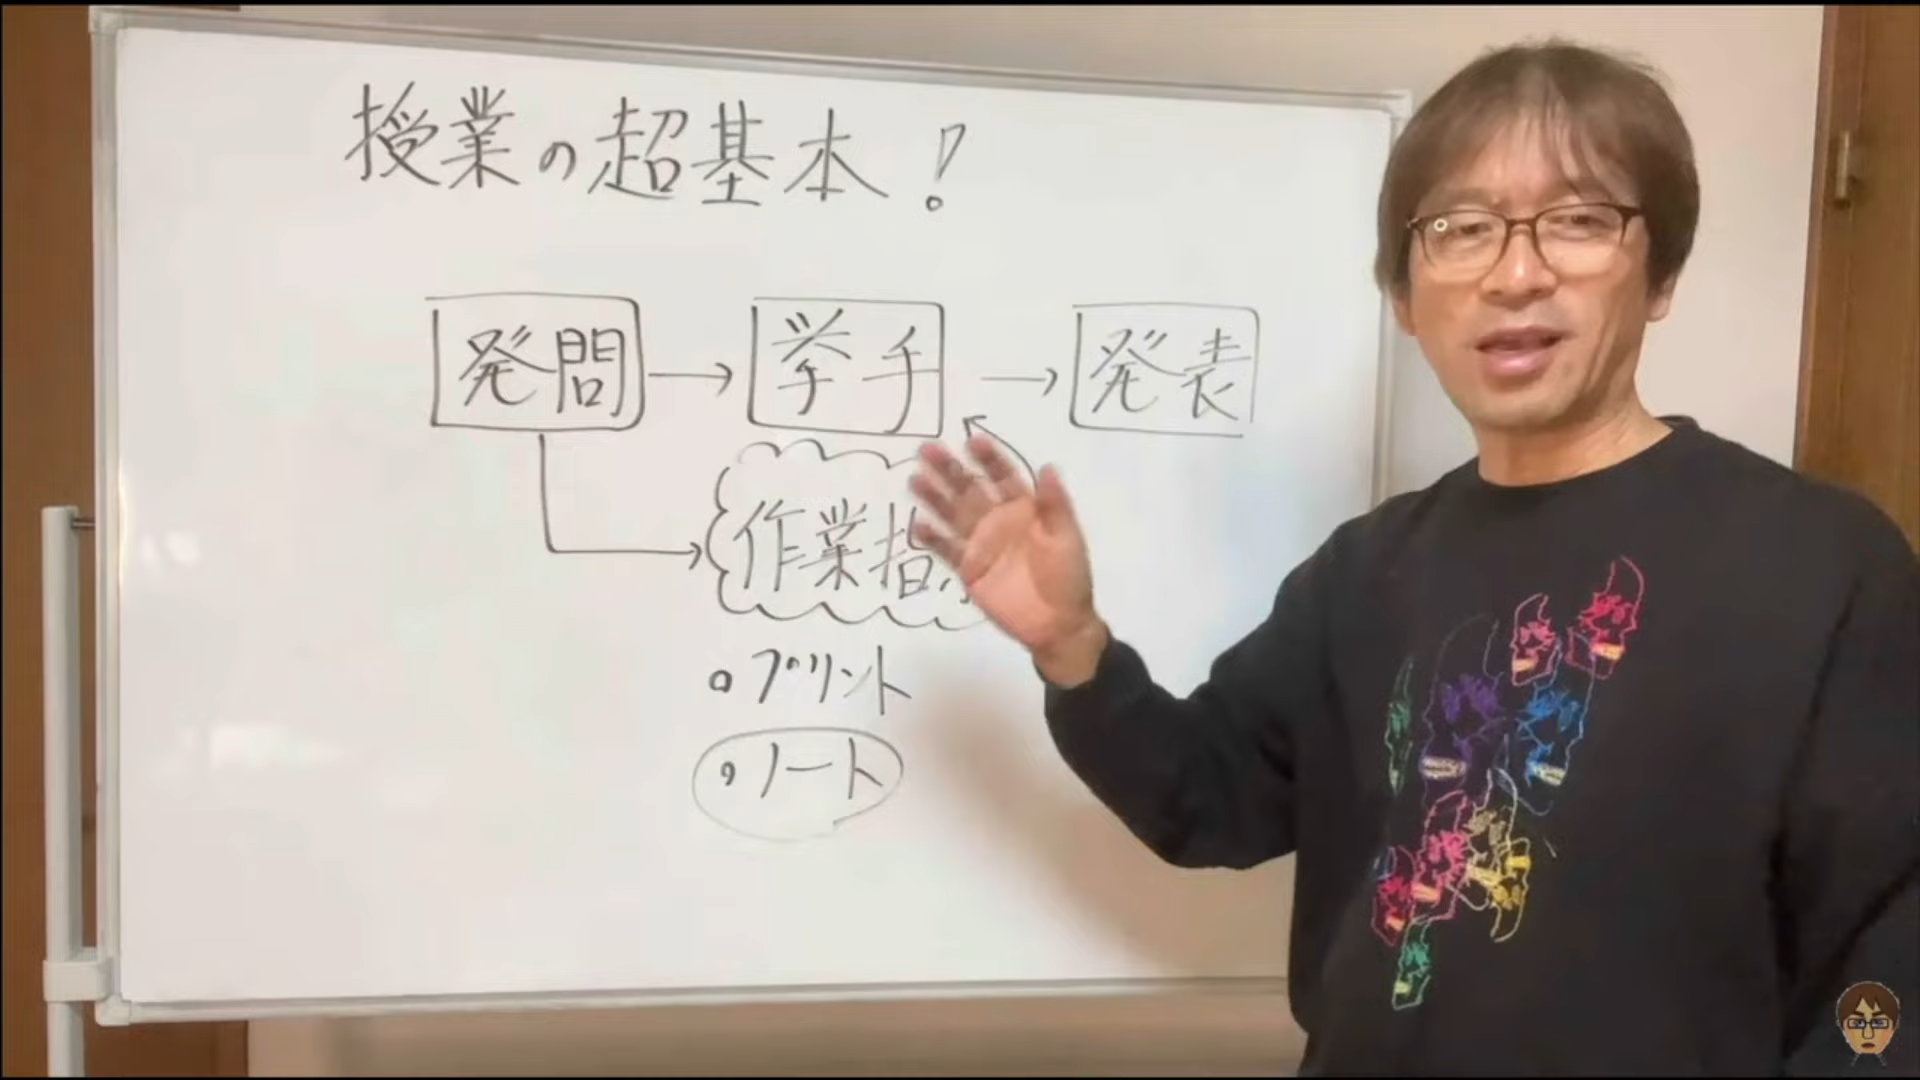 授業の超基本!
発問 → 挙手 → 発表
作業指
・プリント
・ノート